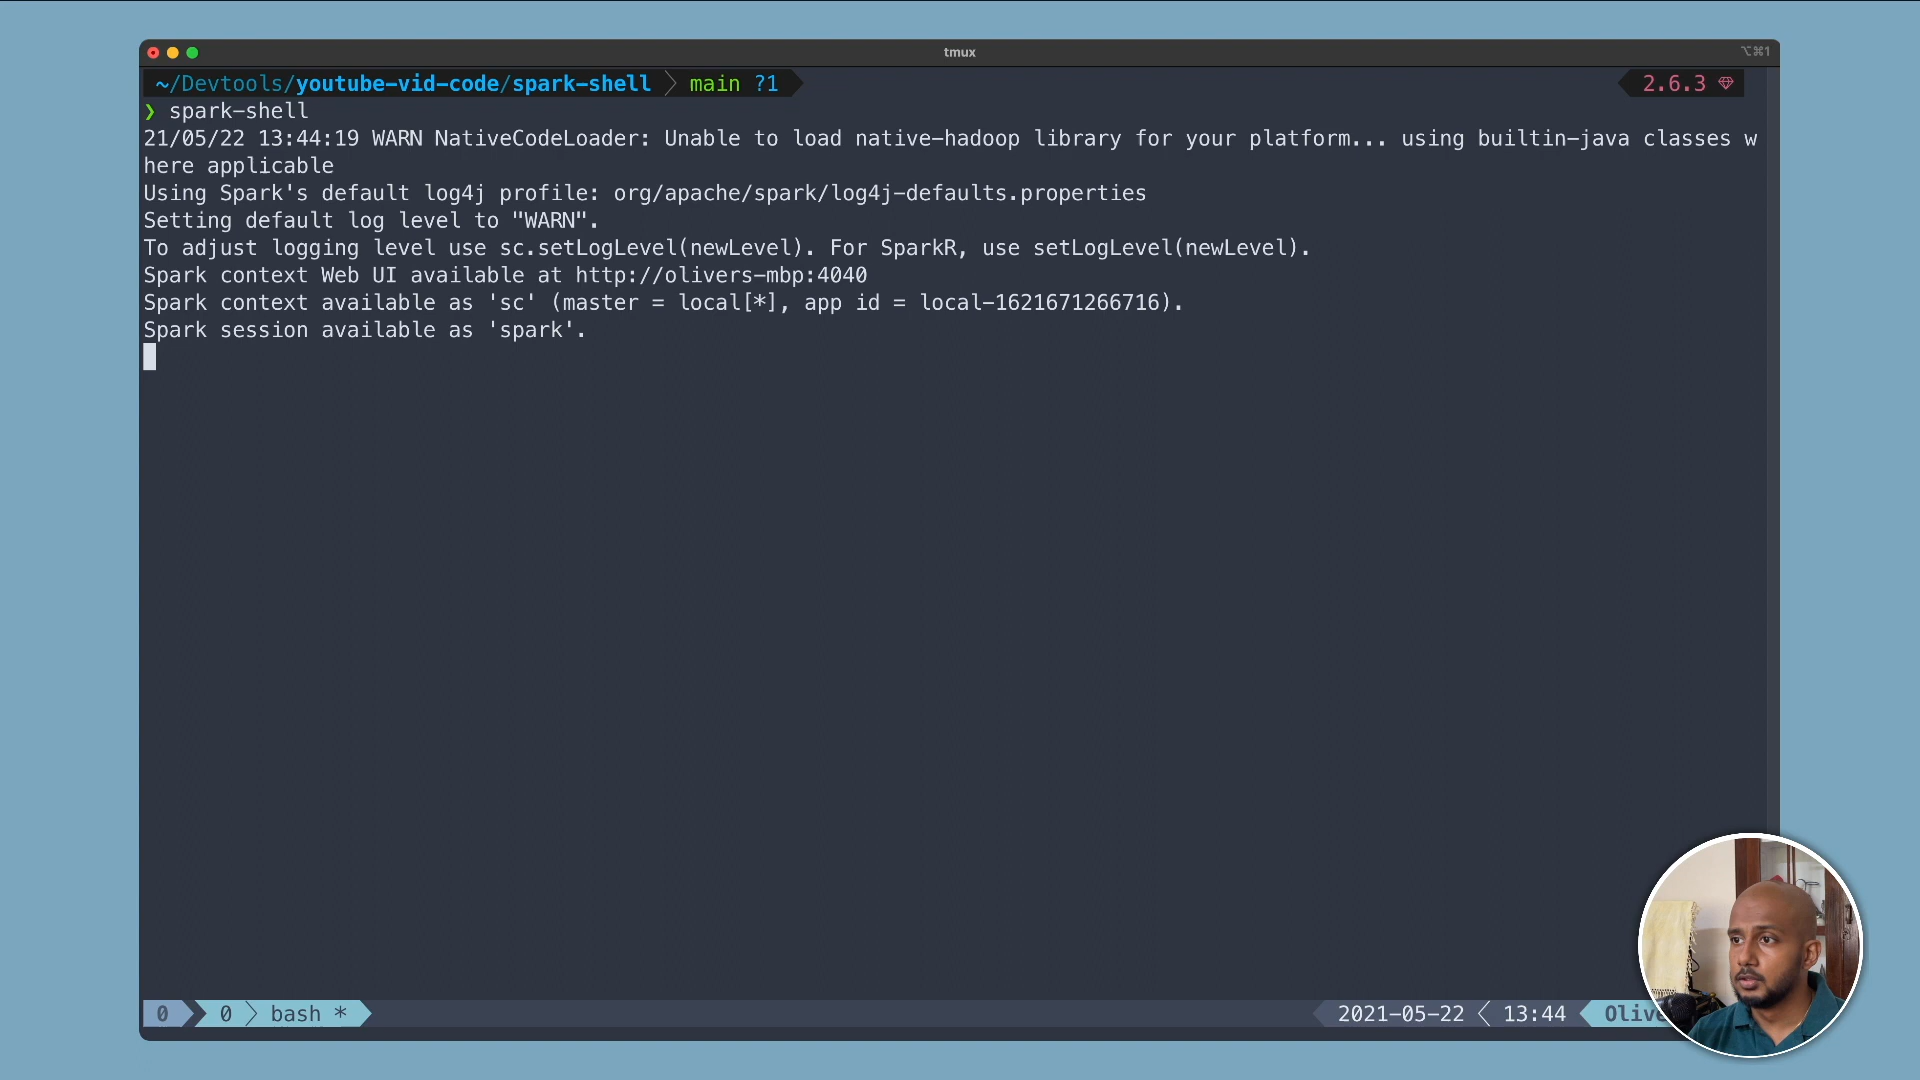 tmux
⌥⌘1
~/Devtools/youtube-vid-code/spark-shell main ?1 2.6.3
❯ spark-shell
21/05/22 13:44:19 WARN NativeCodeLoader: Unable to load native-hadoop library for your platform... using builtin-java classes w
here applicable
Using Spark's default log4j profile: org/apache/spark/log4j-defaults.properties
Setting default log level to "WARN".
To adjust logging level use sc.setLogLevel(newLevel). For SparkR, use setLogLevel(newLevel).
Spark context Web UI available at http://olivers-mbp:4040
Spark context available as 'sc' (master = local[*], app id = local-1621671266716).
Spark session available as 'spark'.
0 0 bash * 2021-05-22 13:44